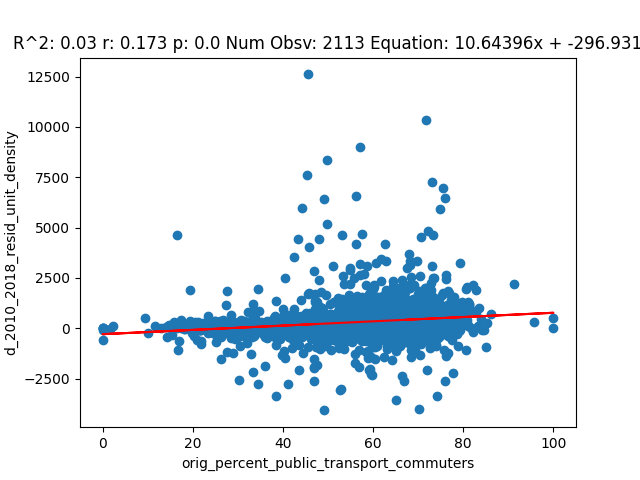 R^2: 0.03 r: 0.173 p: 0.0 Num Obsv: 2113 Equation: 10.64396x + -296.931
12500
10000
7500
5000
2500
0
−2500
d_2010_2018_resid_unit_density
0 20 40 60 80 100
orig_percent_public_transport_commuters